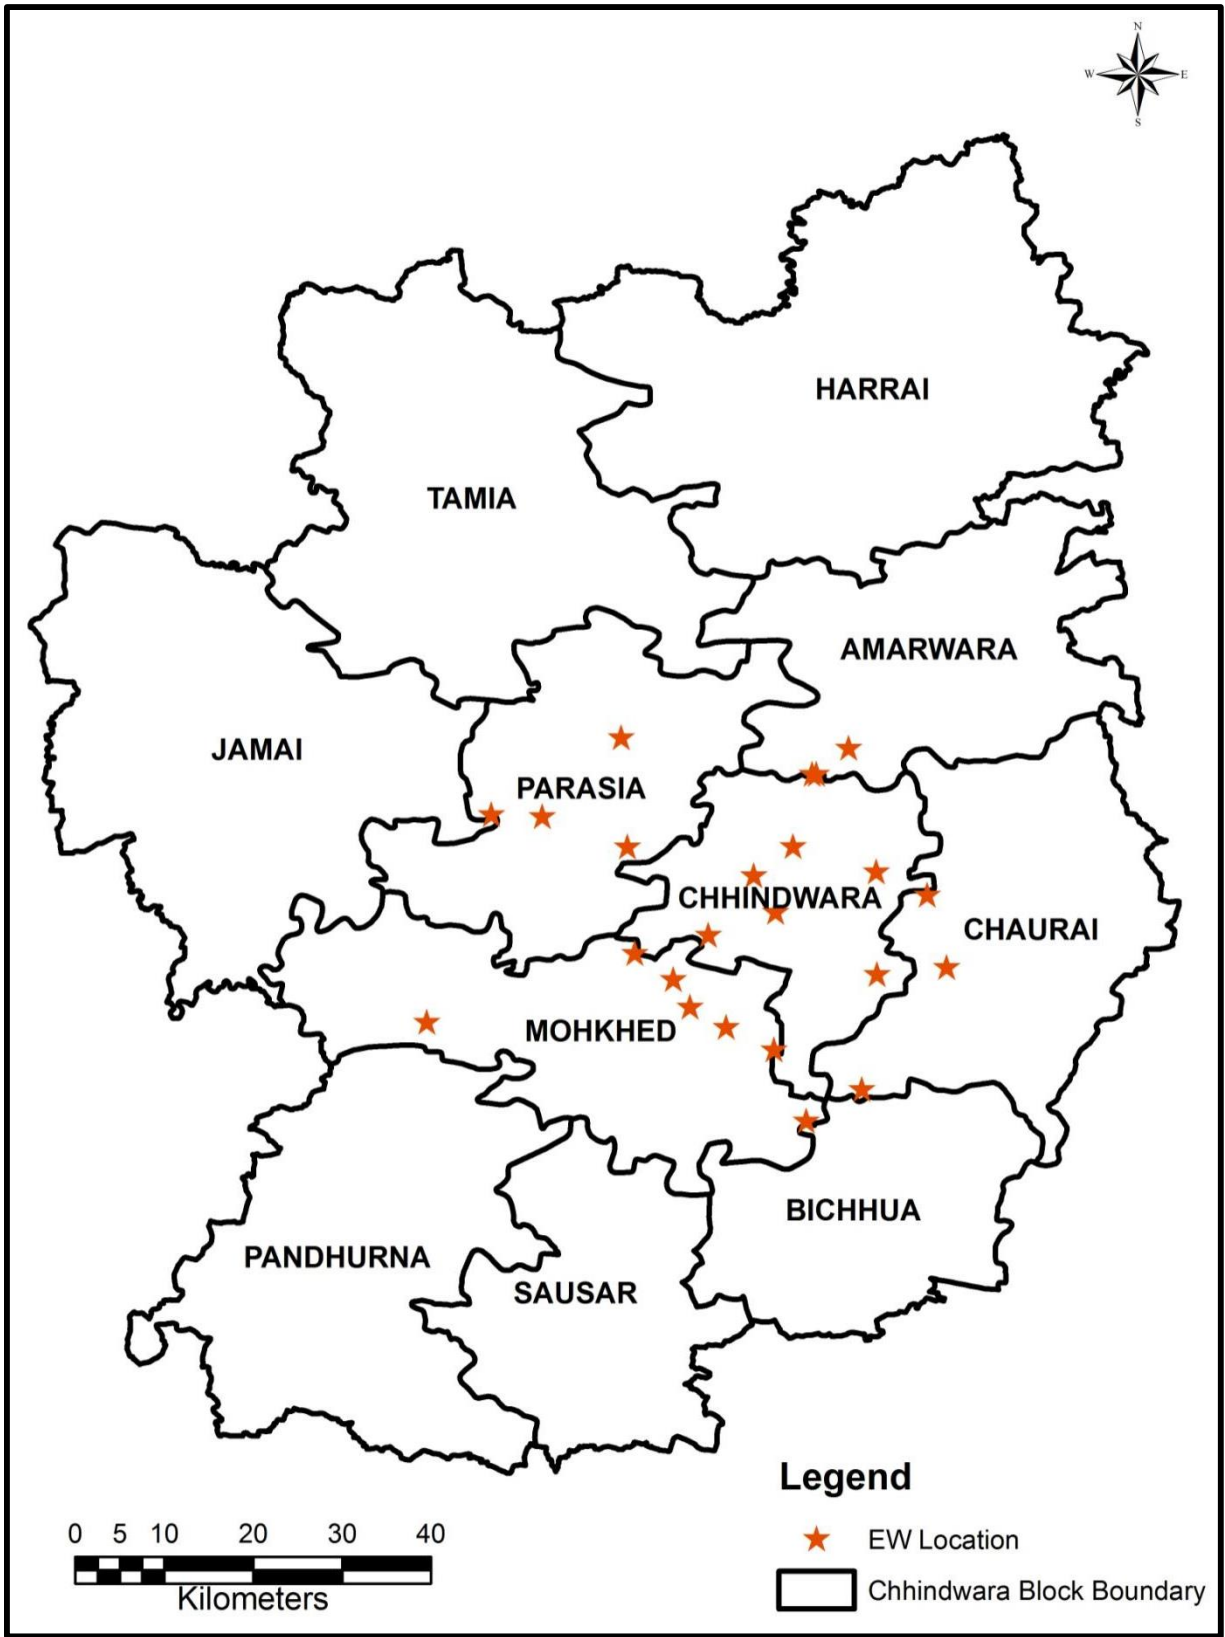 N
W E
S
HARRAI
TAMIA
AMARWARA
JAMAI
PARASIA
CHHINDWARA
CHAURAI
MOHKHED
BICHHUA
PANDHURNA
SAUSAR
Legend
EW Location
Chhindwara Block Boundary
0 5 10 20 30 40
Kilometers